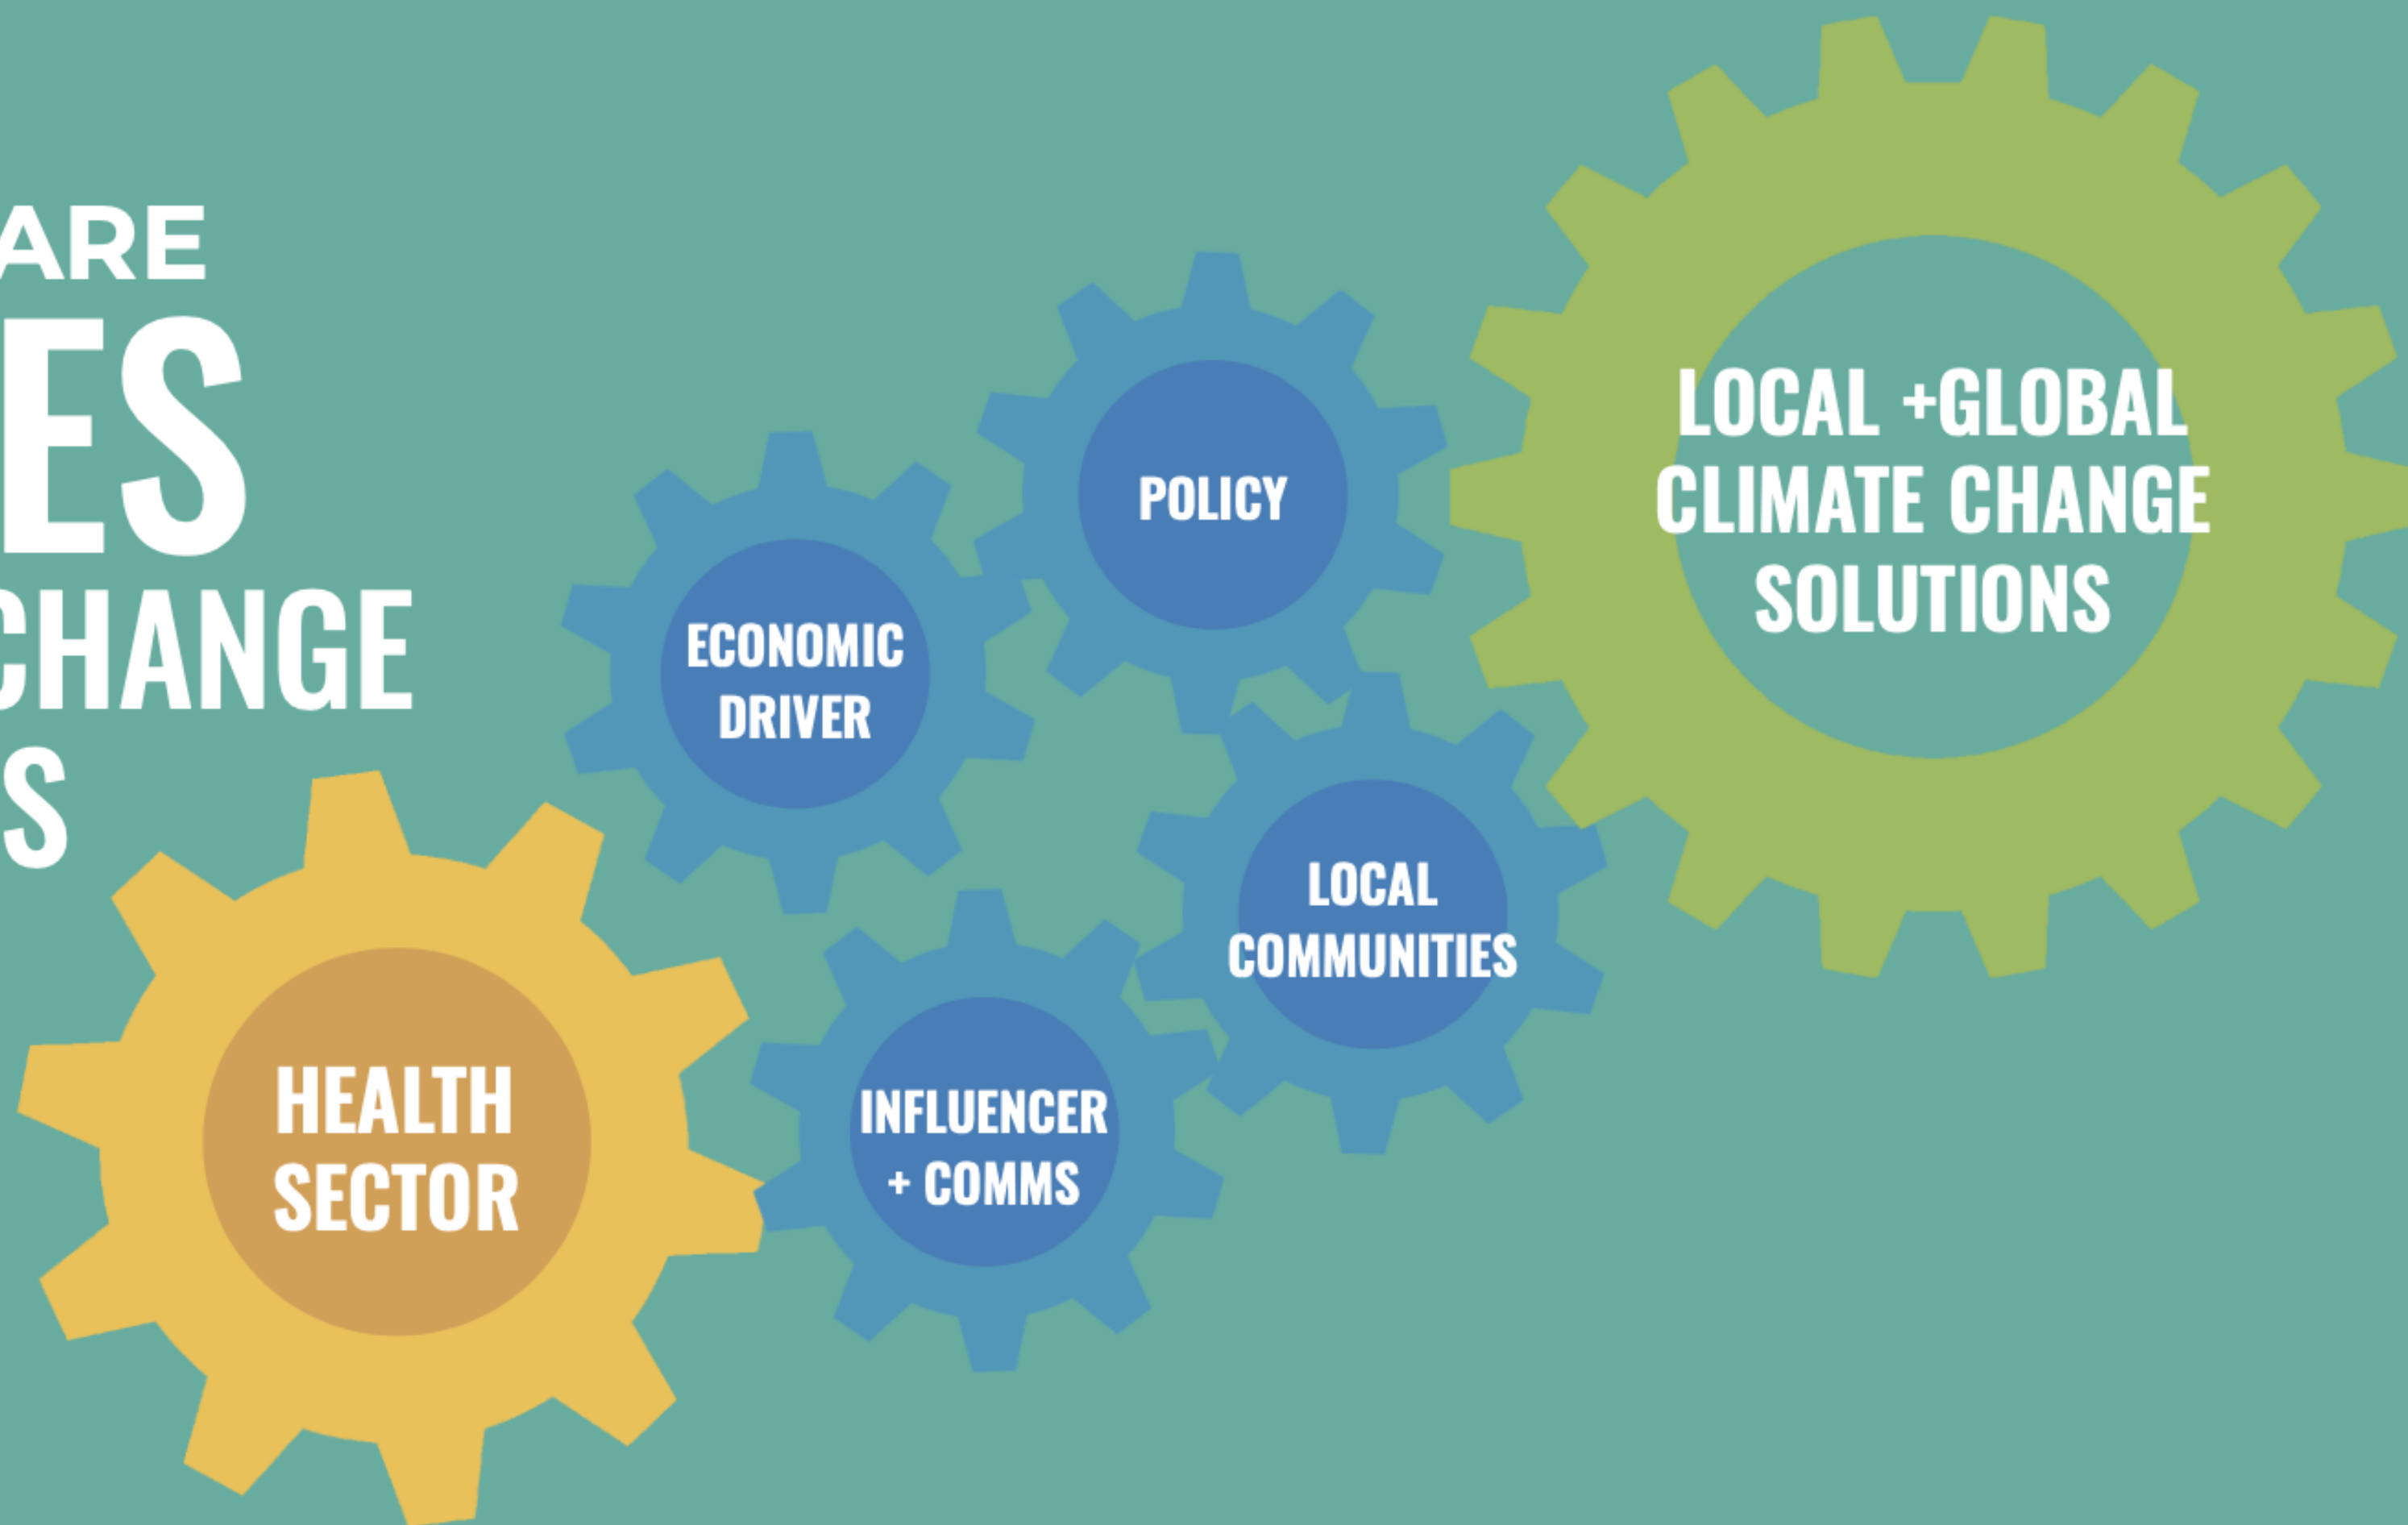 ARE
ES
CHANGE
S
POLICY
ECONOMIC
DRIVER
LOCAL +GLOBAL
CLIMATE CHANGE
SOLUTIONS
LOCAL
COMMUNITIES
HEALTH
SECTOR
INFLUENCER
+ COMMS